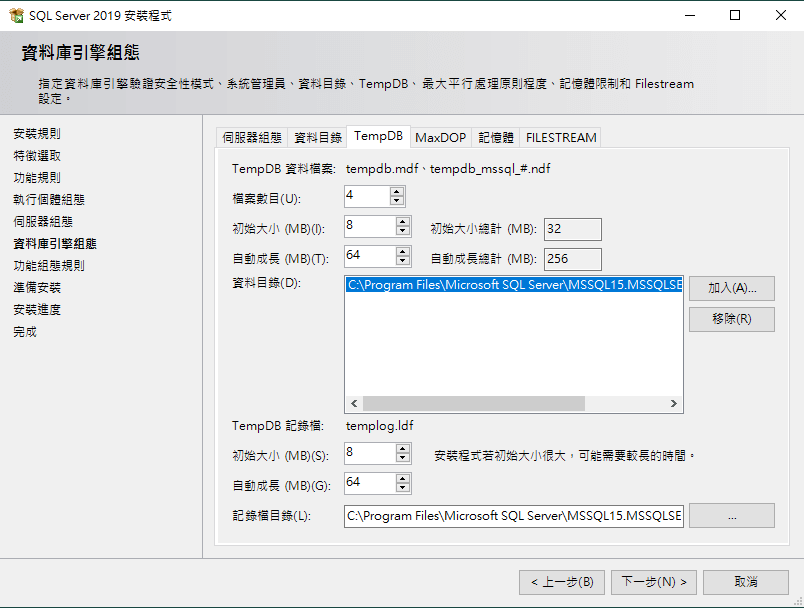 SQL Server 2019 安裝程式
資料庫引擎組態
指定資料庫引擎驗證安全性模式、系統管理員、資料目錄、TempDB、最大平行處理原則程度、記憶體限制和 Filestream
設定。
安裝規則
特徵選取
功能規則
執行個體組態
伺服器組態
資料庫引擎組態
功能組態規則
準備安裝
安裝進度
完成
伺服器組態 資料目錄 TempDB MaxDOP 記憶體 FILESTREAM
TempDB 資料檔案: tempdb.mdf、tempdb_mssql_#.ndf
檔案數目(U): 4
初始大小 (MB)(I): 8 初始大小總計 (MB): 32
自動成長 (MB)(T): 64 自動成長總計 (MB): 256
資料目錄(D): C:\Program Files\Microsoft SQL Server\MSSQL15.MSSQLSE 加入(A)...
移除(R)
TempDB 記錄檔: templog.ldf
初始大小 (MB)(S): 8 安裝程式若初始大小很大，可能需要較長的時間。
自動成長 (MB)(G): 64
記錄檔目錄(L): C:\Program Files\Microsoft SQL Server\MSSQL15.MSSQLSE ...
< 上一步(B) 下一步(N) > 取消